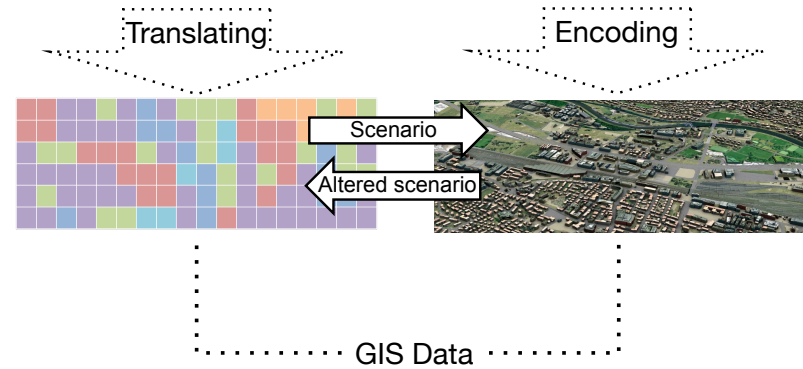 Translating
Encoding
Scenario
Altered scenario
GIS Data